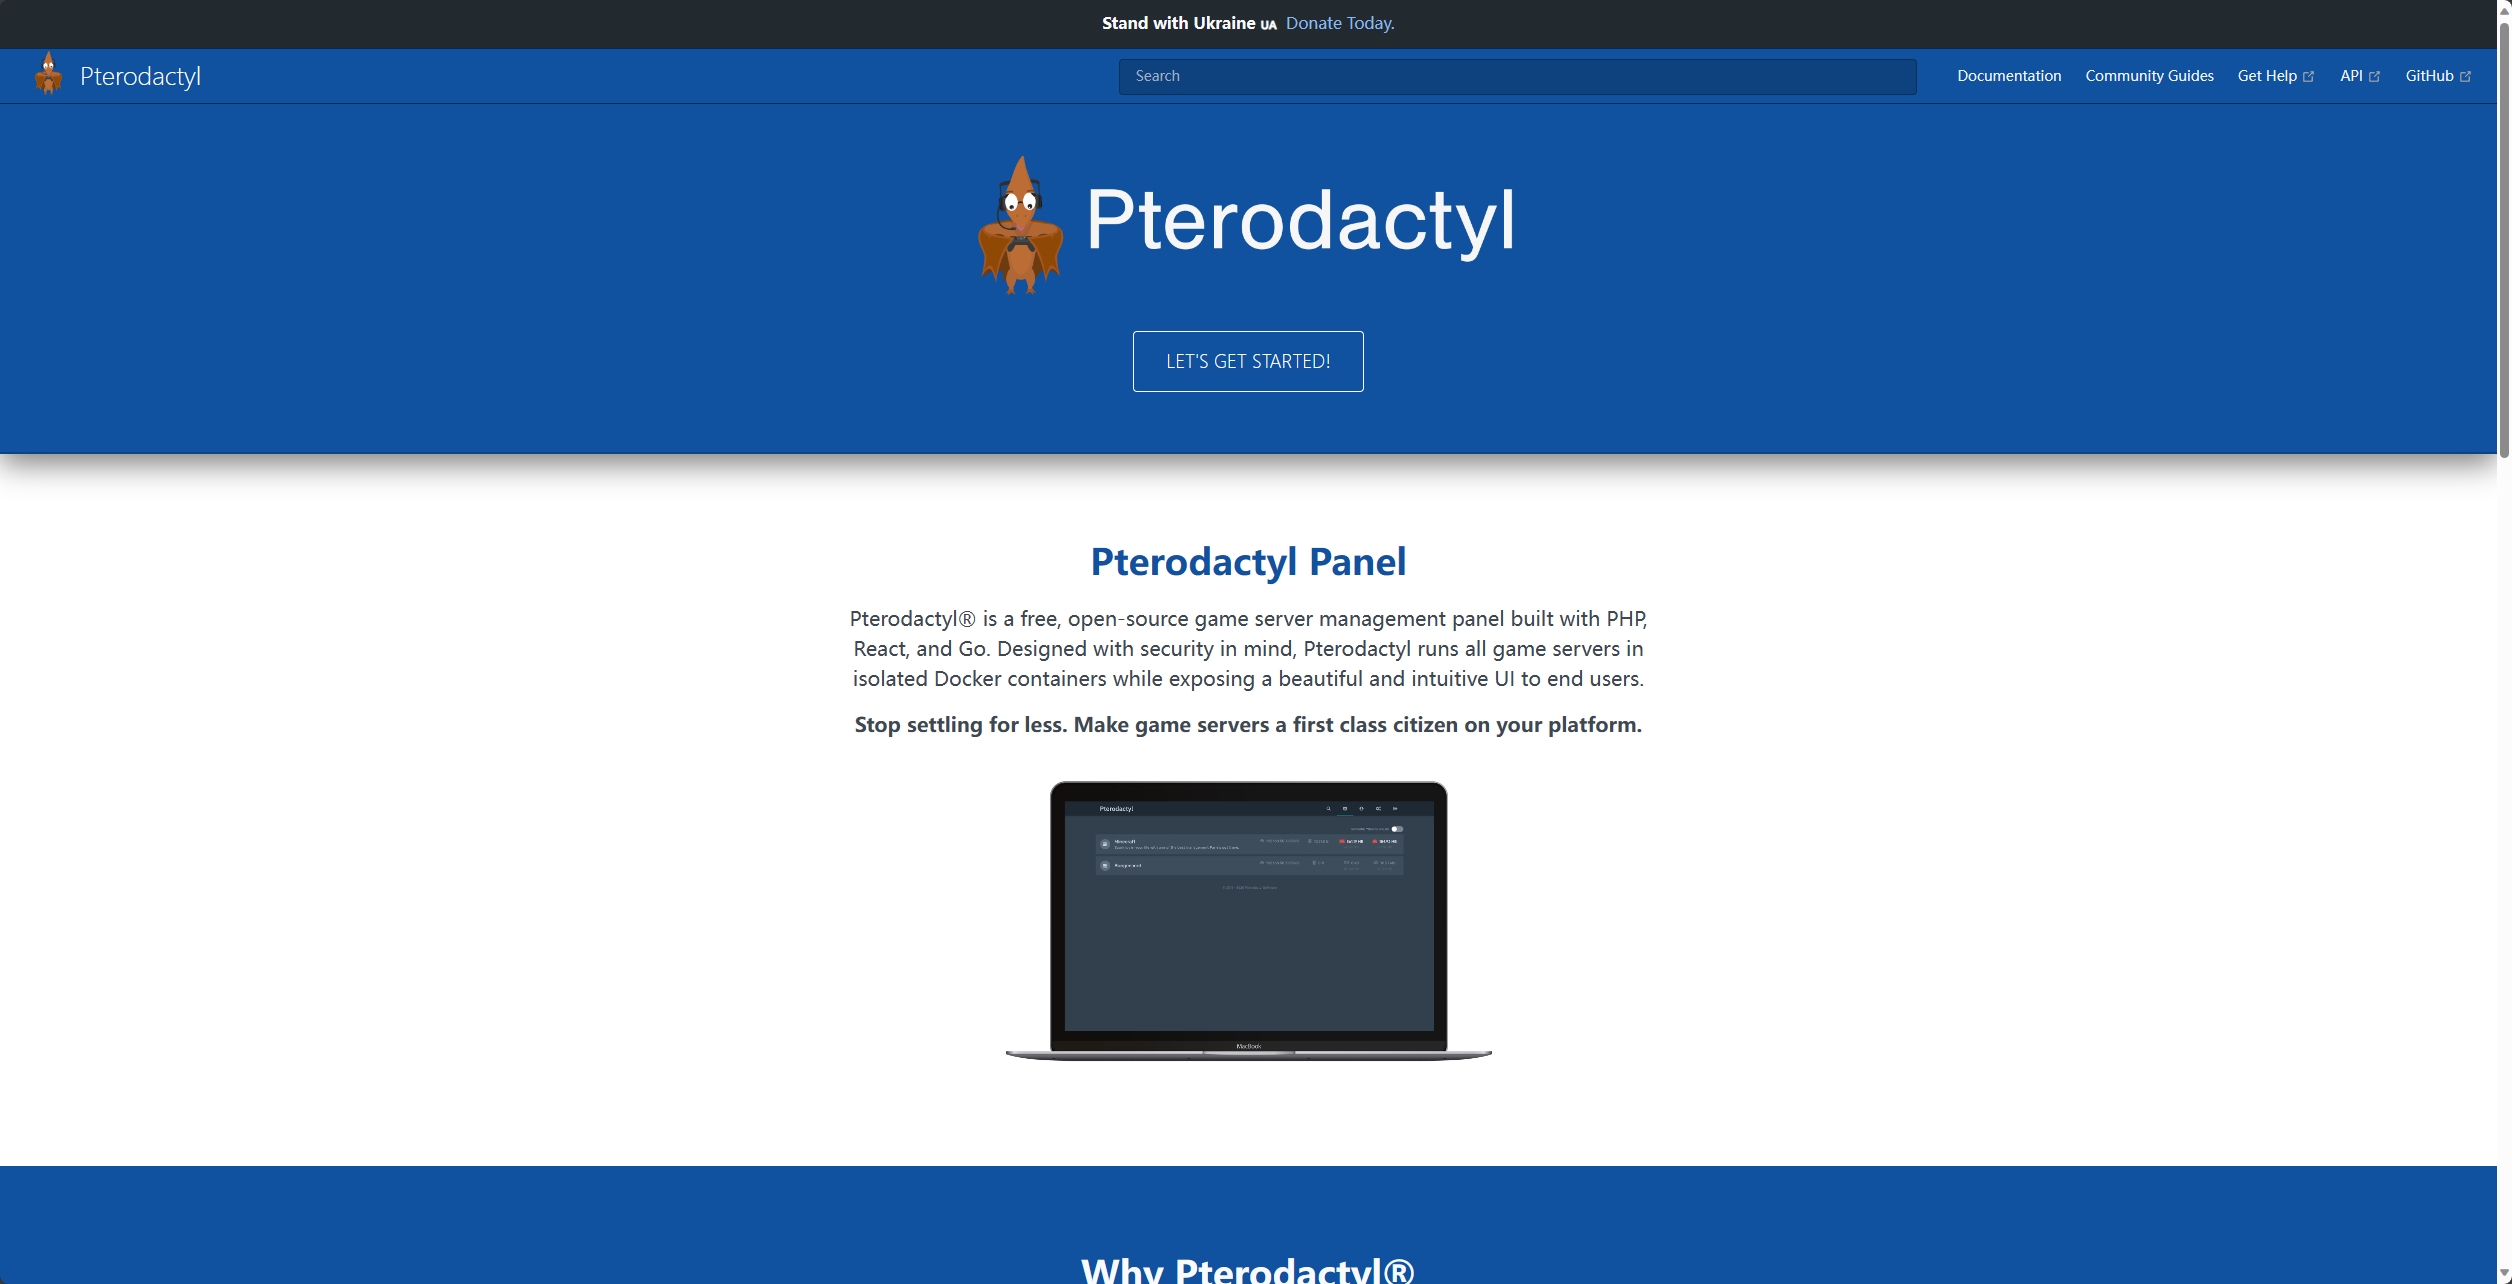 Stand with Ukraine UA Donate Today.
Pterodactyl
Search
Documentation
Community Guides
Get Help
API
GitHub
Pterodactyl
LET'S GET STARTED!
Pterodactyl Panel
Pterodactyl® is a free, open-source game server management panel built with PHP,
React, and Go. Designed with security in mind, Pterodactyl runs all game servers in
isolated Docker containers while exposing a beautiful and intuitive UI to end users.
Stop settling for less. Make game servers a first class citizen on your platform.
Pterodactyl
Minecraft
MacBook
Why Pterodactyl®